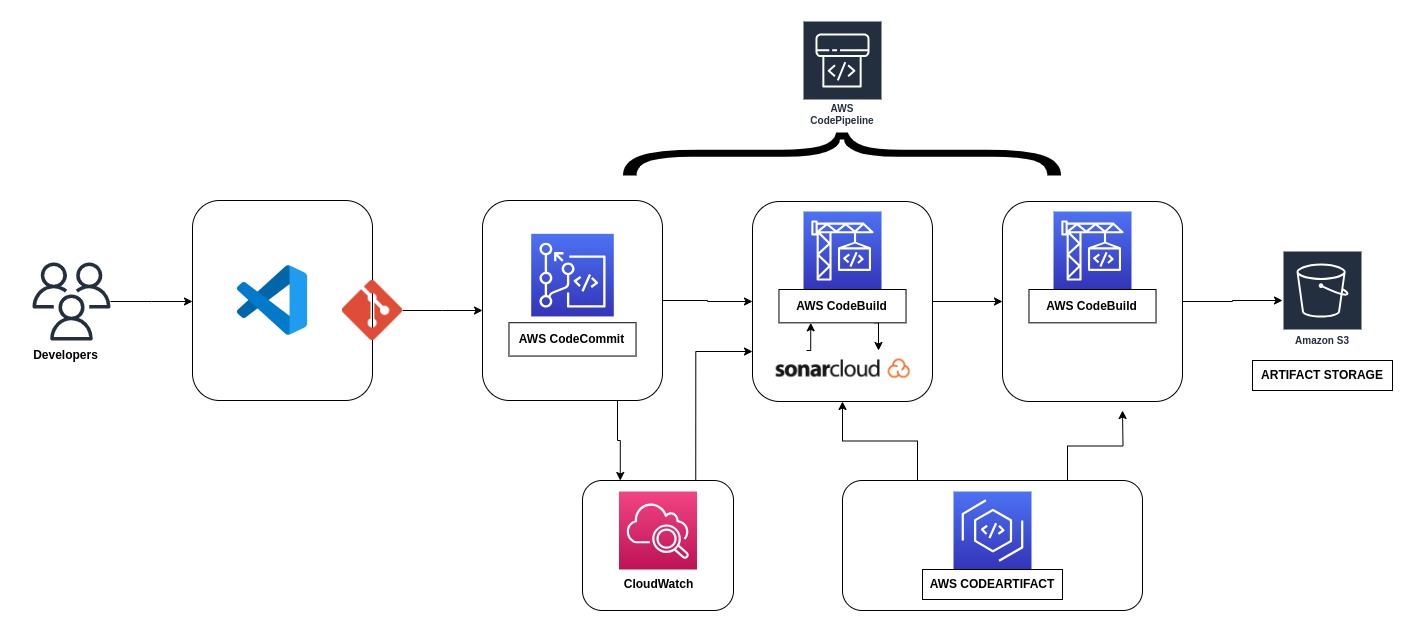 AWS
CodePipeline
Developers
AWS CodeCommit
AWS CodeBuild
sonarcloud
AWS CodeBuild
Amazon S3
ARTIFACT STORAGE
CloudWatch
AWS CODEARTIFACT